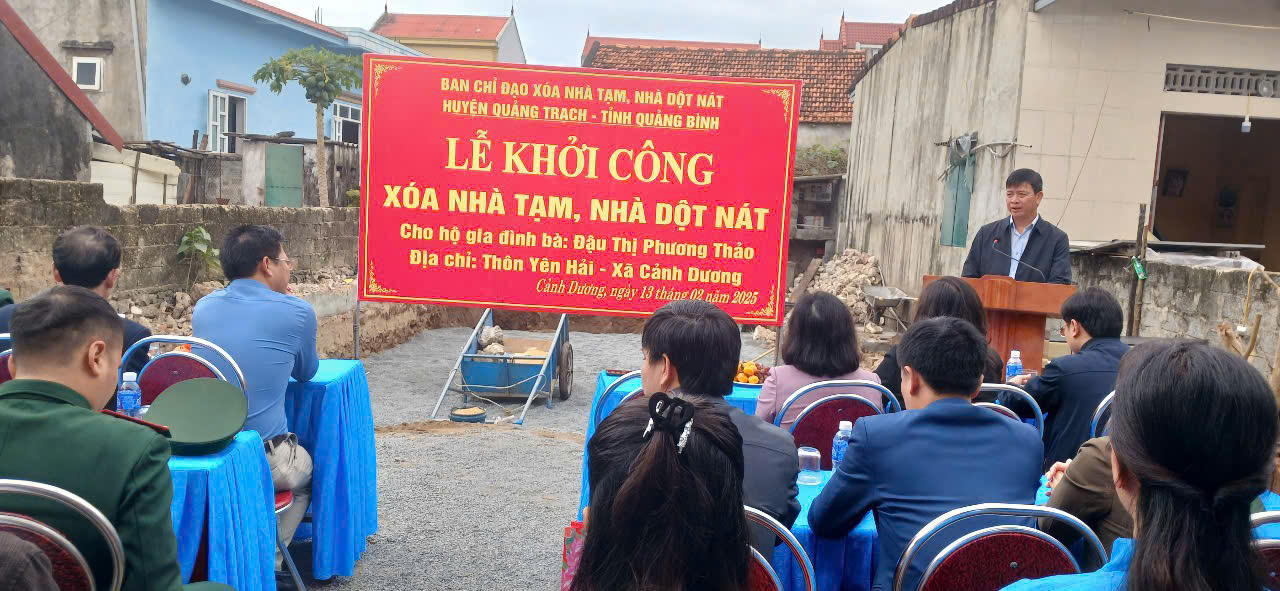 BAN CHỈ ĐẠO XÓA NHÀ TẠM, NHÀ DỘT NÁT
HUYỆN QUẢNG TRẠCH - TỈNH QUẢNG BÌNH
LỄ KHỞI CÔNG
XÓA NHÀ TẠM, NHÀ DỘT NÁT
Cho hộ gia đình bà: Đậu Thị Phương Thảo
Địa chỉ: Thôn Yên Hải - Xã Cảnh Dương
Cảnh Dương, ngày 13 tháng 02 năm 2025